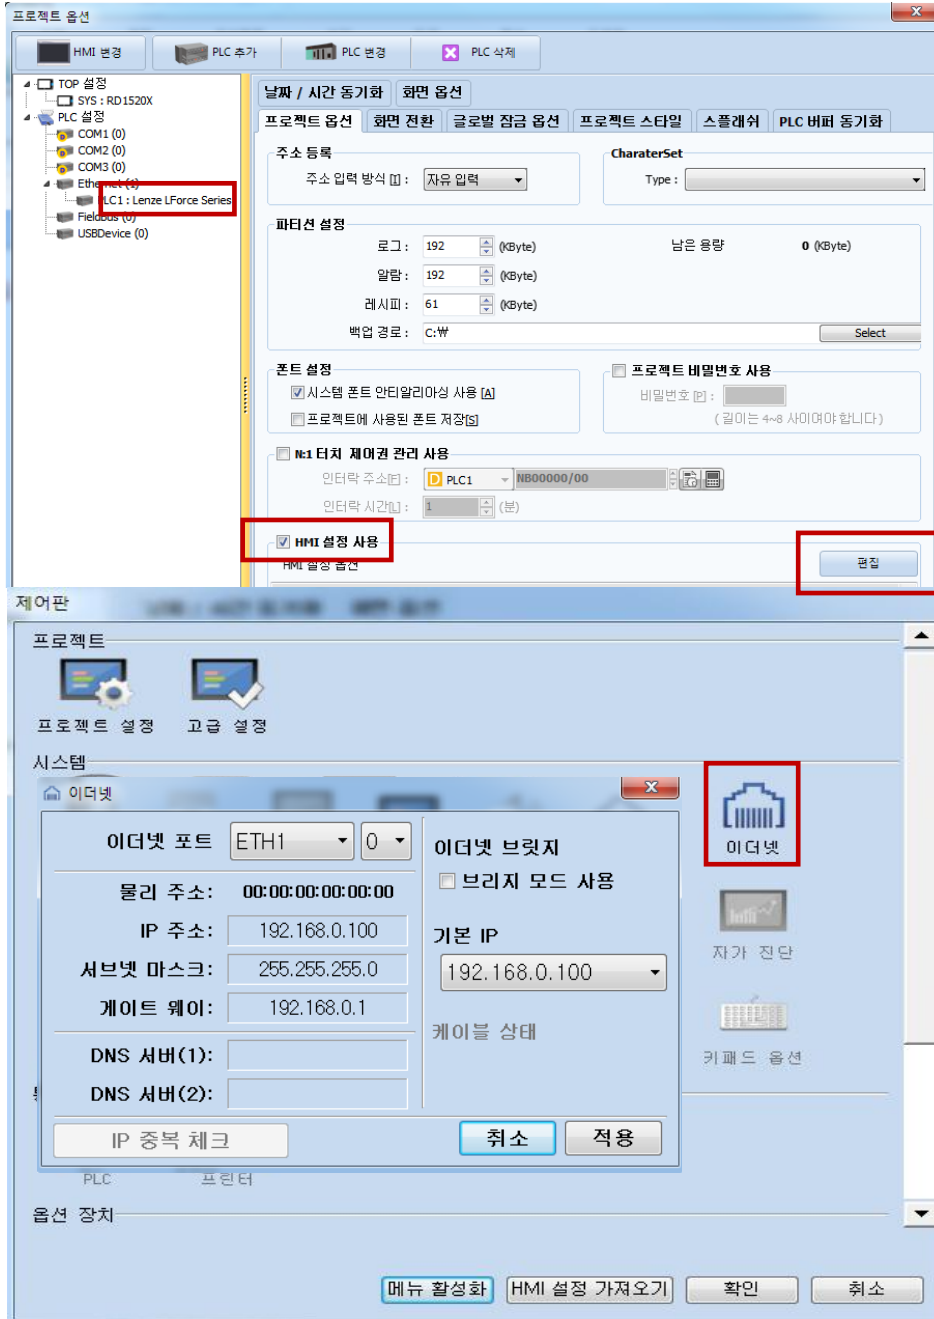 프로젝트 옵션
HMI 변경
PLC 추가
PLC 변경
PLC 삭제
TOP 설정
SYS : RD1520X
PLC 설정
COM1 (0)
COM2 (0)
COM3 (0)
Ethernet (1)
PLC1 : Lenze LForce Series
Fieldbus (0)
USBDevice (0)
날짜 / 시간 동기화
화면 옵션
프로젝트 옵션
화면 전환
글로벌 잠금 옵션
프로젝트 스타일
스플래쉬
PLC 버퍼 동기화
주소 등록
주소 입력 방식 [I] :
자유 입력
CharaterSet
Type :
파티션 설정
로그 :
192
(KByte)
남은 용량
0 (KByte)
알람 :
192
(KByte)
레시피 :
61
(KByte)
백업 경로 :
C:₩
Select
폰트 설정
시스템 폰트 안티알리아싱 사용 [A]
프로젝트에 사용된 폰트 저장[S]
프로젝트 비밀번호 사용
비밀번호 [P] :
( 길이는 4~8 사이여야 합니다 )
N:1 터치 제어권 관리 사용
인터락 주소[F] :
D PLC1
NB00000/00
인터락 시간[L] :
1
(분)
HMI 설정 사용
HMI 설정 옵션
편집
제어판
프로젝트
프로젝트 설정
고급 설정
시스템
이더넷
이더넷 포트
ETH1
0
물리 주소:
00:00:00:00:00:00
IP 주소:
192.168.0.100
서브넷 마스크:
255.255.255.0
게이트 웨이:
192.168.0.1
DNS 서버(1):
DNS 서버(2):
이더넷 브릿지
브리지 모드 사용
기본 IP
192.168.0.100
케이블 상태
IP 중복 체크
취소
적용
이더넷
자가 진단
키패드 옵션
PLC
프린터
옵션 장치
메뉴 활성화
HMI 설정 가져오기
확인
취소